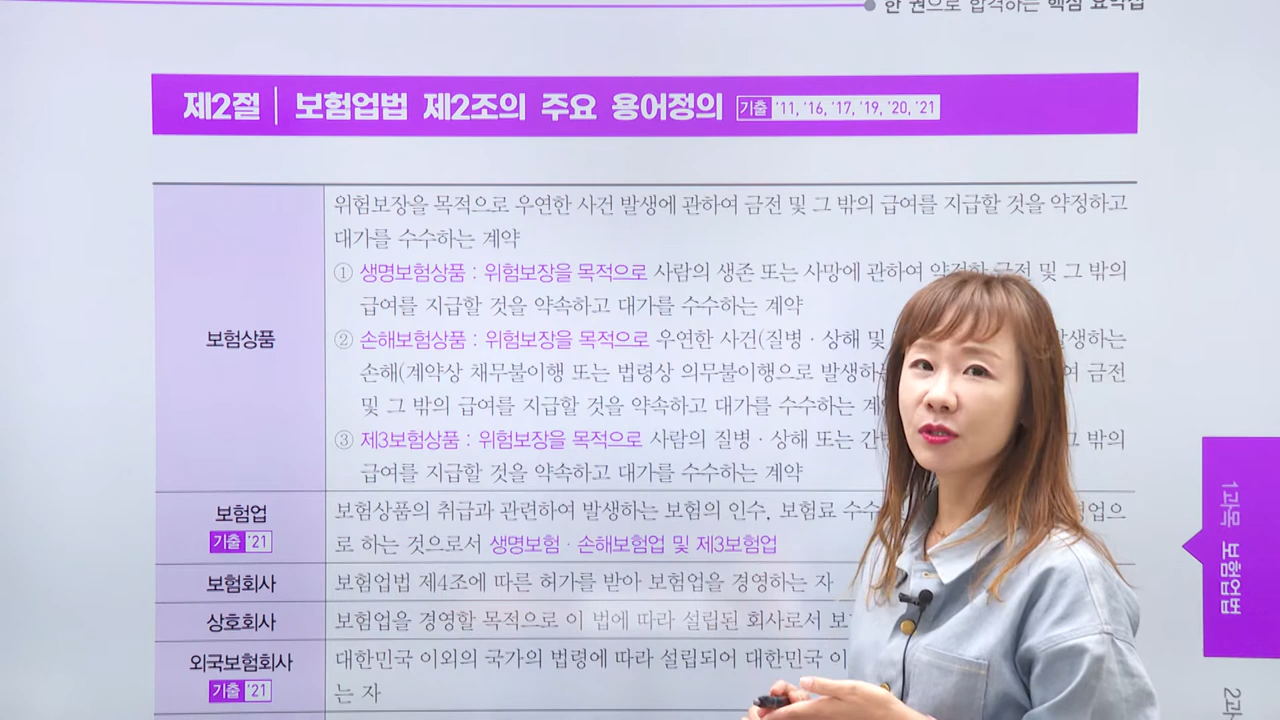 한 권으로 합격하는 핵심 요약집
제2절 보험업법 제2조의 주요 용어정의 기출 '11, '16, '17, '19, '20, '21
보험상품
위험보장을 목적으로 우연한 사건 발생에 관하여 금전 및 그 밖의 급여를 지급할 것을 약정하고
대가를 수수하는 계약
① 생명보험상품 : 위험보장을 목적으로 사람의 생존 또는 사망에 관하여 약정한 금전 및 그 밖의
급여를 지급할 것을 약속하고 대가를 수수하는 계약
② 손해보험상품 : 위험보장을 목적으로 우연한 사건(질병 · 상해 및 발생하는
손해(계약상 채무불이행 또는 법령상 의무불이행으로 발생하는 금전
및 그 밖의 급여를 지급할 것을 약속하고 대가를 수수하는
③ 제3보험상품 : 위험보장을 목적으로 사람의 질병 · 상해 또는 그 밖의
급여를 지급할 것을 약속하고 대가를 수수하는 계약
보험업
기출 '21
보험상품의 취급과 관련하여 발생하는 보험의 인수, 보험료 수수
로 하는 것으로서 생명보험 · 손해보험업 및 제3보험업
보험회사
보험업법 제4조에 따른 허가를 받아 보험업을 경영하는 자
상호회사
보험업을 경영할 목적으로 이 법에 따라 설립된 회사로서
외국보험회사
기출 '21
대한민국 이외의 국가의 법령에 따라 설립되어 대한민국 이
는 자
1과목 보험업법